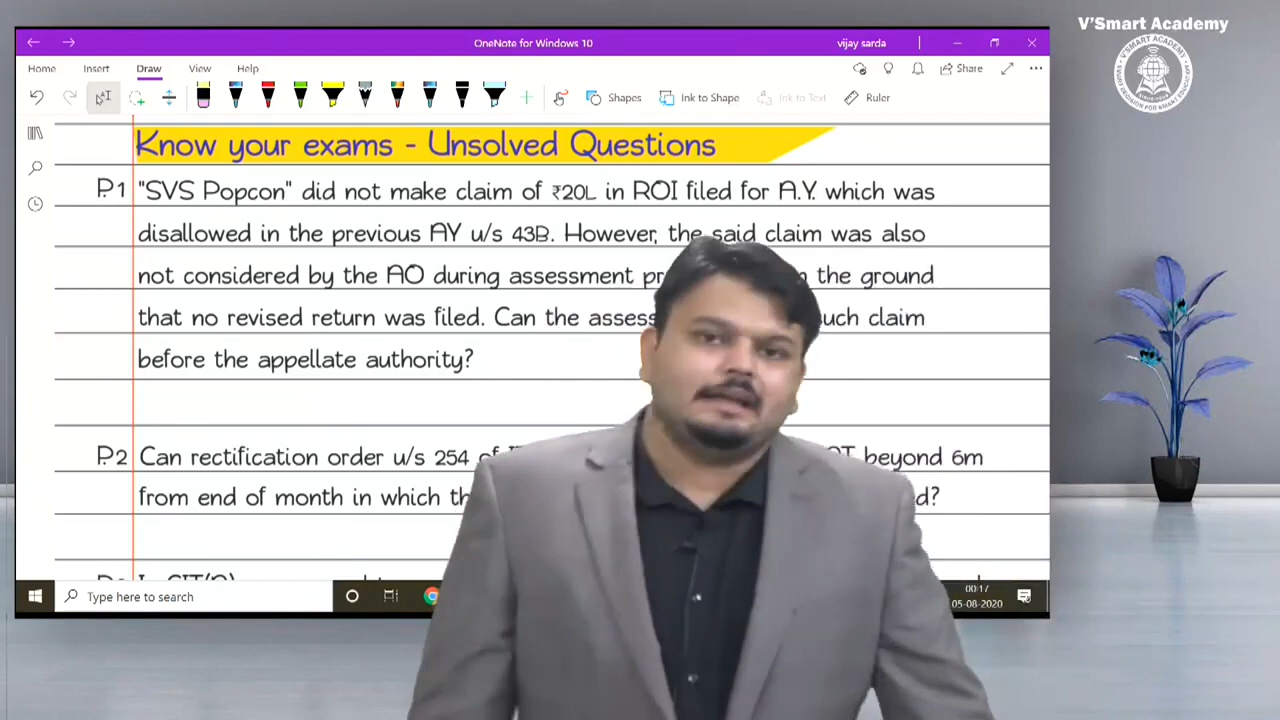 V'Smart Academy
OneNote for Windows 10
vijay sarda
Home Insert Draw View Help
Share
Shapes Ink to Shape Ink to Text Ruler
Know your exams - Unsolved Questions
P.1 "SVS Popcon" did not make claim of ₹20L in ROI filed for A.Y. which was
disallowed in the previous AY u/s 43B. However, the said claim was also
not considered by the AO during assessment the ground
that no revised return was filed. Can the such claim
before the appellate authority?
P.2 Can rectification order u/s 254 of beyond 6m
from end of month in which
Type here to search
00:17
05-08-2020